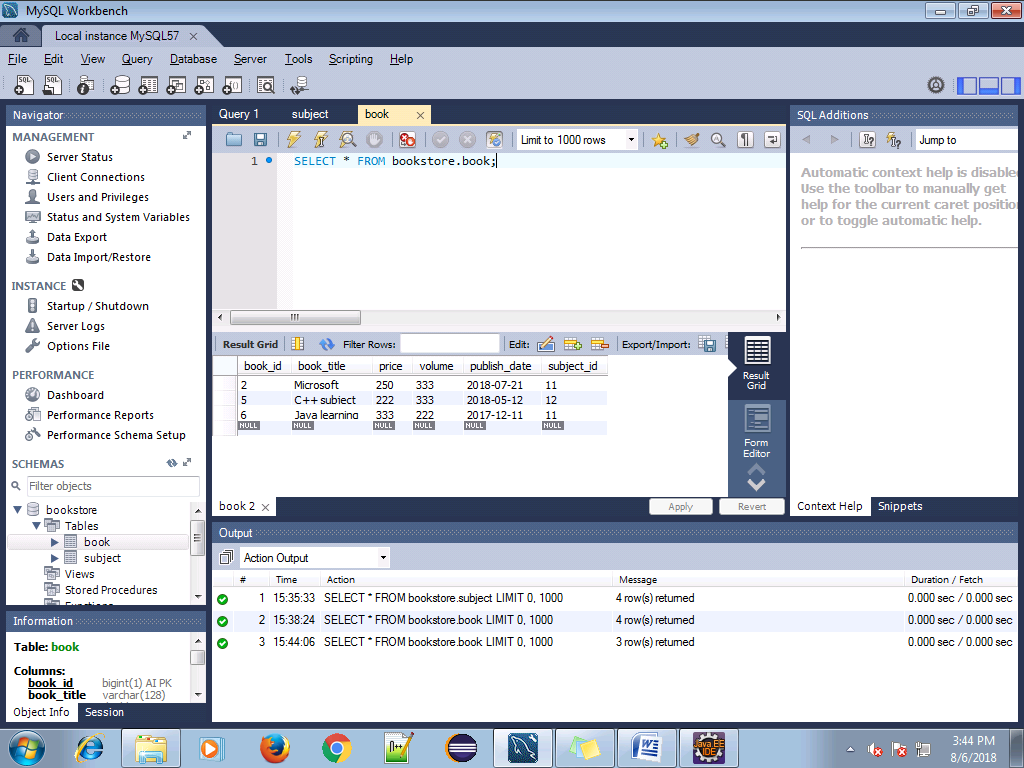 MySQL Workbench
Local instance MySQL57
File Edit View Query Database Server Tools Scripting Help
Navigator
MANAGEMENT
Server Status
Client Connections
Users and Privileges
Status and System Variables
Data Export
Data Import/Restore
INSTANCE
Startup / Shutdown
Server Logs
Options File
PERFORMANCE
Dashboard
Performance Reports
Performance Schema Setup
SCHEMAS
Filter objects
bookstore
Tables
book
subject
Views
Stored Procedures
Functions
Information
Table: book
Columns:
book_id bigint(1) AI PK
book_title varchar(128)
Object Info Session
Query 1 subject book
Limit to 1000 rows
1 SELECT * FROM bookstore.book;
Result Grid Filter Rows: Edit: Export/Import:
book_id book_title price volume publish_date subject_id
2 Microsoft 250 333 2018-07-21 11
5 C++ subject 222 333 2018-05-12 12
6 Java learning 333 222 2017-12-11 11
NULL NULL NULL NULL NULL NULL
Result
Grid
Form
Editor
book 2
Apply Revert
SQL Additions
Jump to
Automatic context help is disabled
Use the toolbar to manually get
help for the current caret position
or to toggle automatic help.
Context Help Snippets
Output
Action Output
# Time Action Message Duration / Fetch
1 15:35:33 SELECT * FROM bookstore.subject LIMIT 0, 1000 4 row(s) returned 0.000 sec / 0.000 sec
2 15:38:24 SELECT * FROM bookstore.book LIMIT 0, 1000 4 row(s) returned 0.000 sec / 0.000 sec
3 15:44:06 SELECT * FROM bookstore.book LIMIT 0, 1000 3 row(s) returned 0.000 sec / 0.000 sec
Java EE
IDE
3:44 PM
8/6/2018